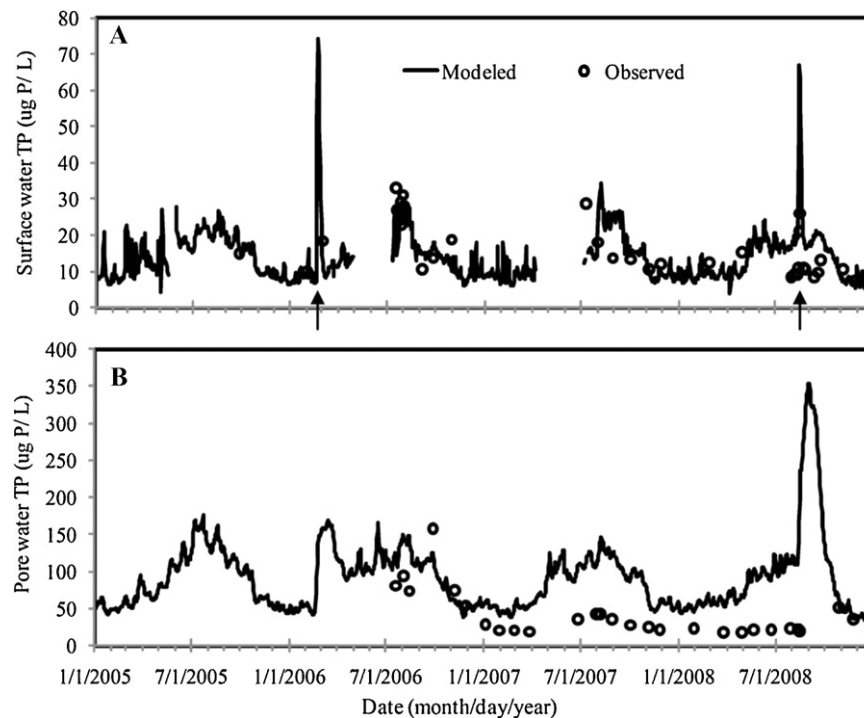 A
Surface water TP (ug P/ L)
80
70
60
50
40
30
20
10
0
Modeled
Observed
B
Pore water TP (ug P/ L)
400
350
300
250
200
150
100
50
0
1/1/2005 7/1/2005 1/1/2006 7/1/2006 1/1/2007 7/1/2007 1/1/2008 7/1/2008
Date (month/day/year)